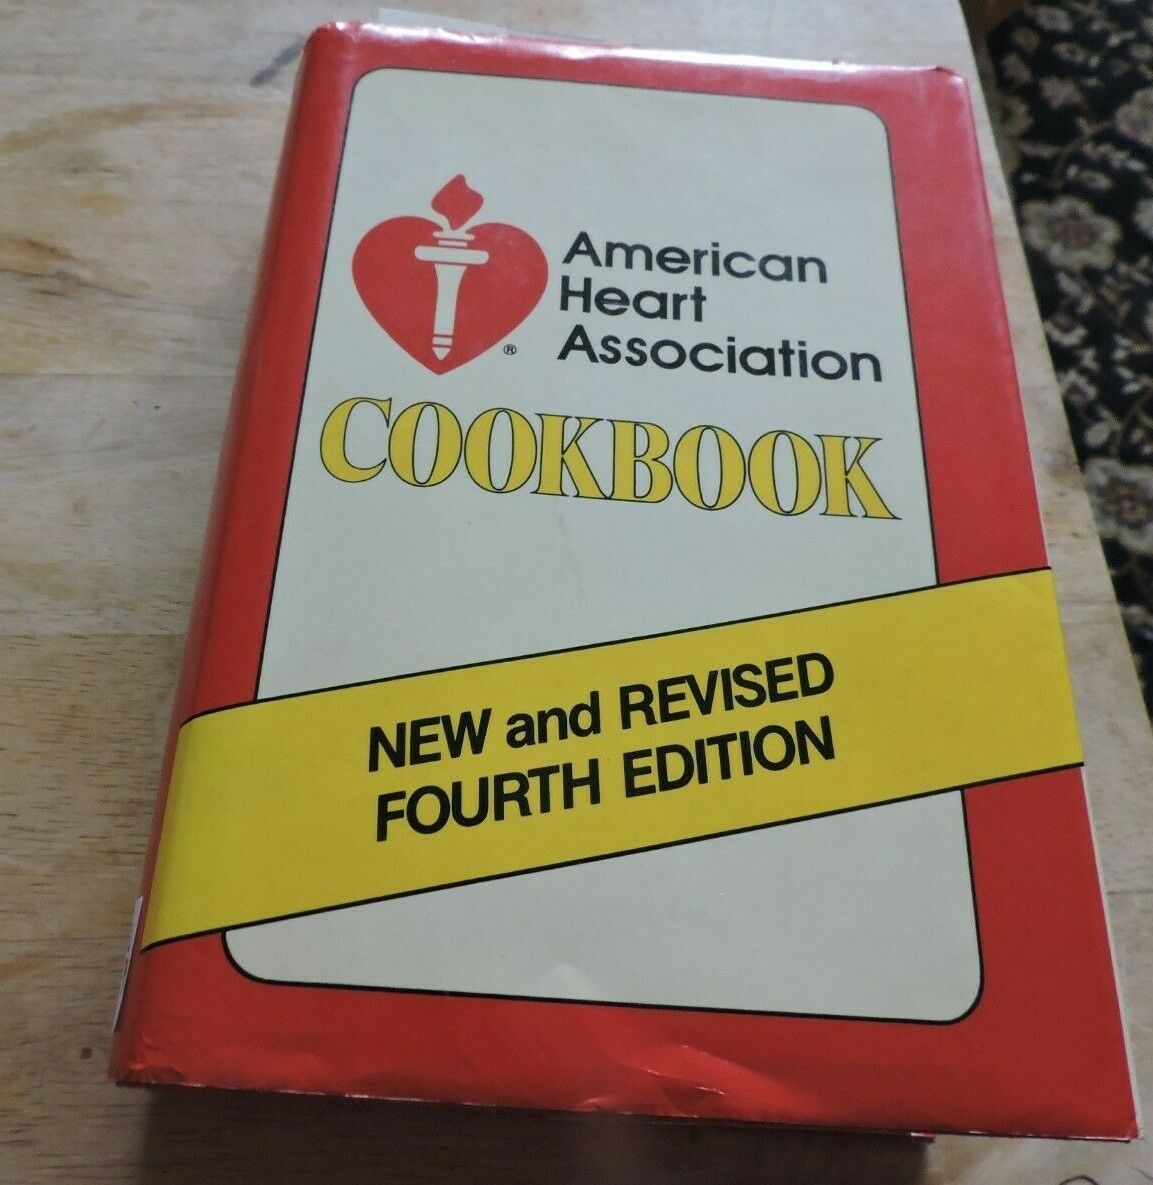 American
Heart
Association
®
COOKBOOK
NEW and REVISED
FOURTH EDITION